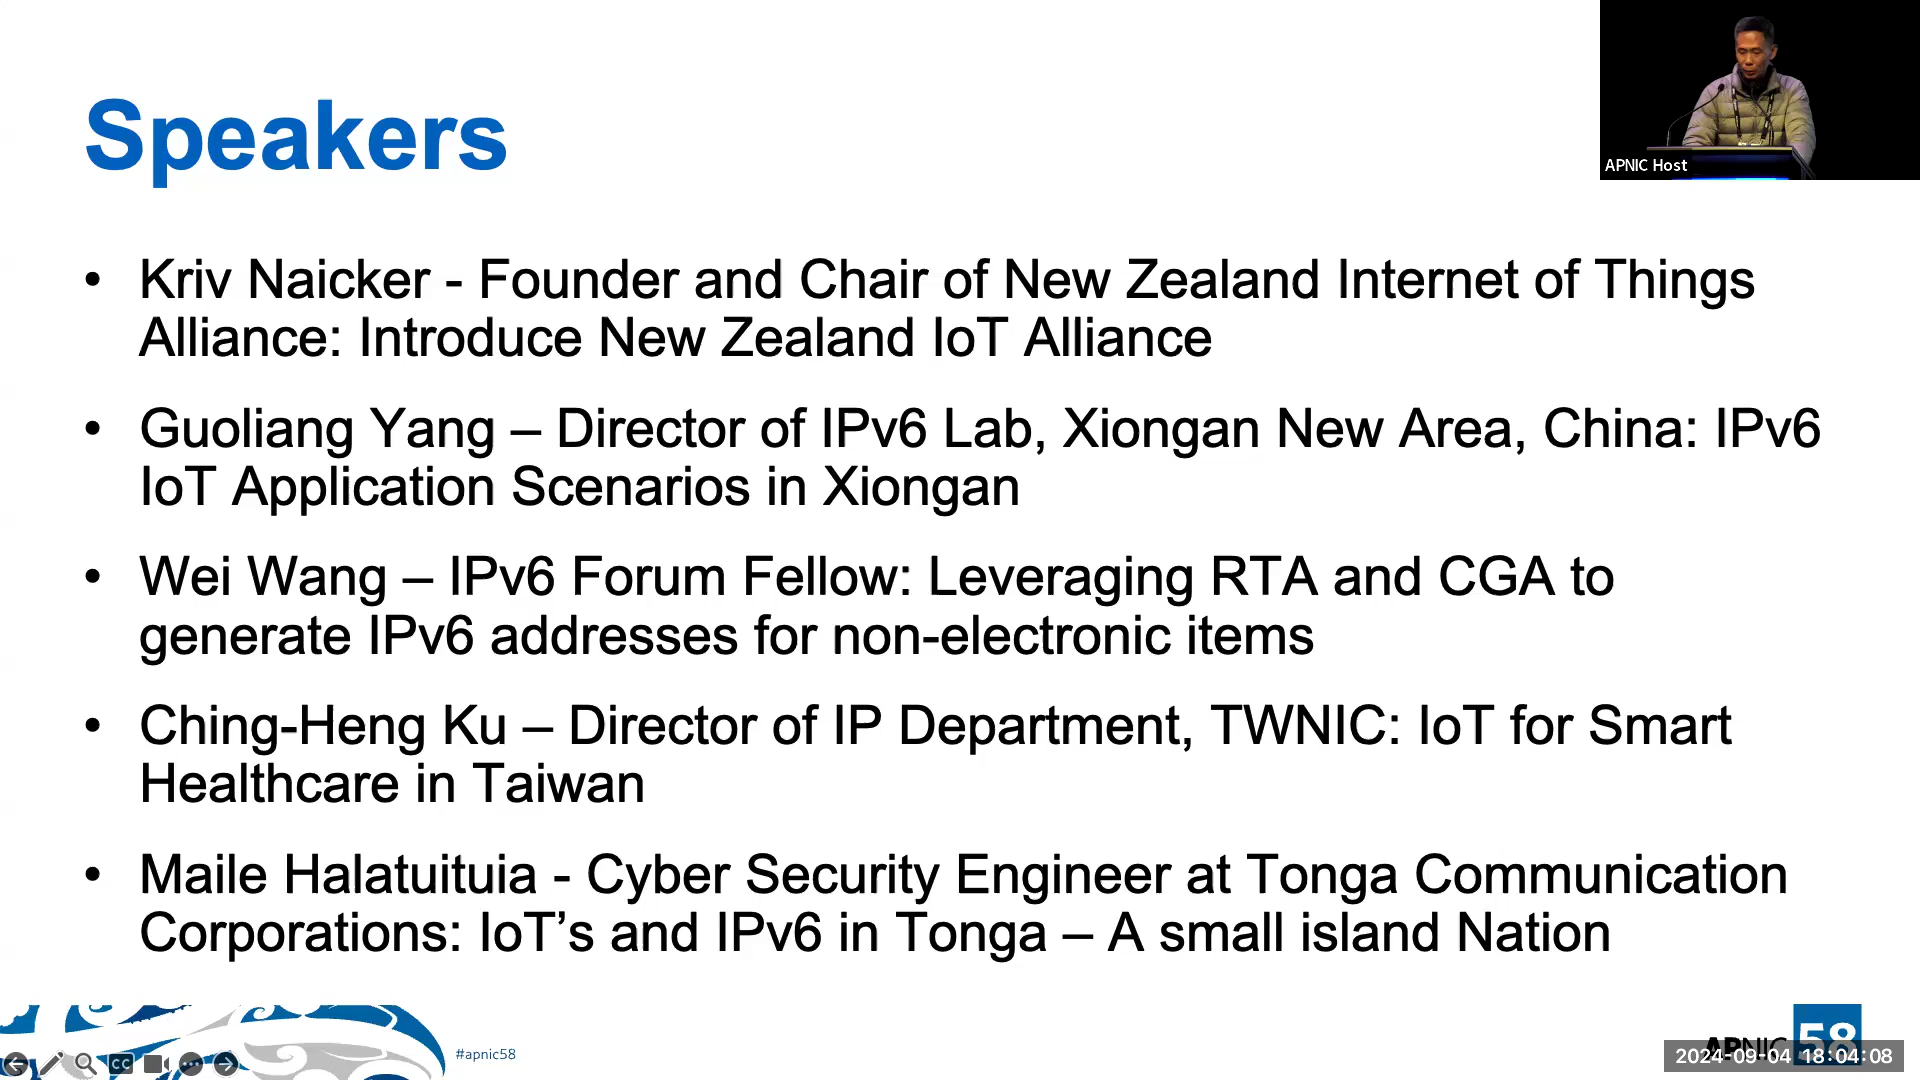 Speakers
APNIC Host
• Kriv Naicker - Founder and Chair of New Zealand Internet of Things
Alliance: Introduce New Zealand IoT Alliance
• Guoliang Yang – Director of IPv6 Lab, Xiongan New Area, China: IPv6
IoT Application Scenarios in Xiongan
• Wei Wang – IPv6 Forum Fellow: Leveraging RTA and CGA to
generate IPv6 addresses for non-electronic items
• Ching-Heng Ku – Director of IP Department, TWNIC: IoT for Smart
Healthcare in Taiwan
• Maile Halatuituia - Cyber Security Engineer at Tonga Communication
Corporations: IoT’s and IPv6 in Tonga – A small island Nation
CC
#apnic58
APNIC 58
2024-09-04 18:04:08